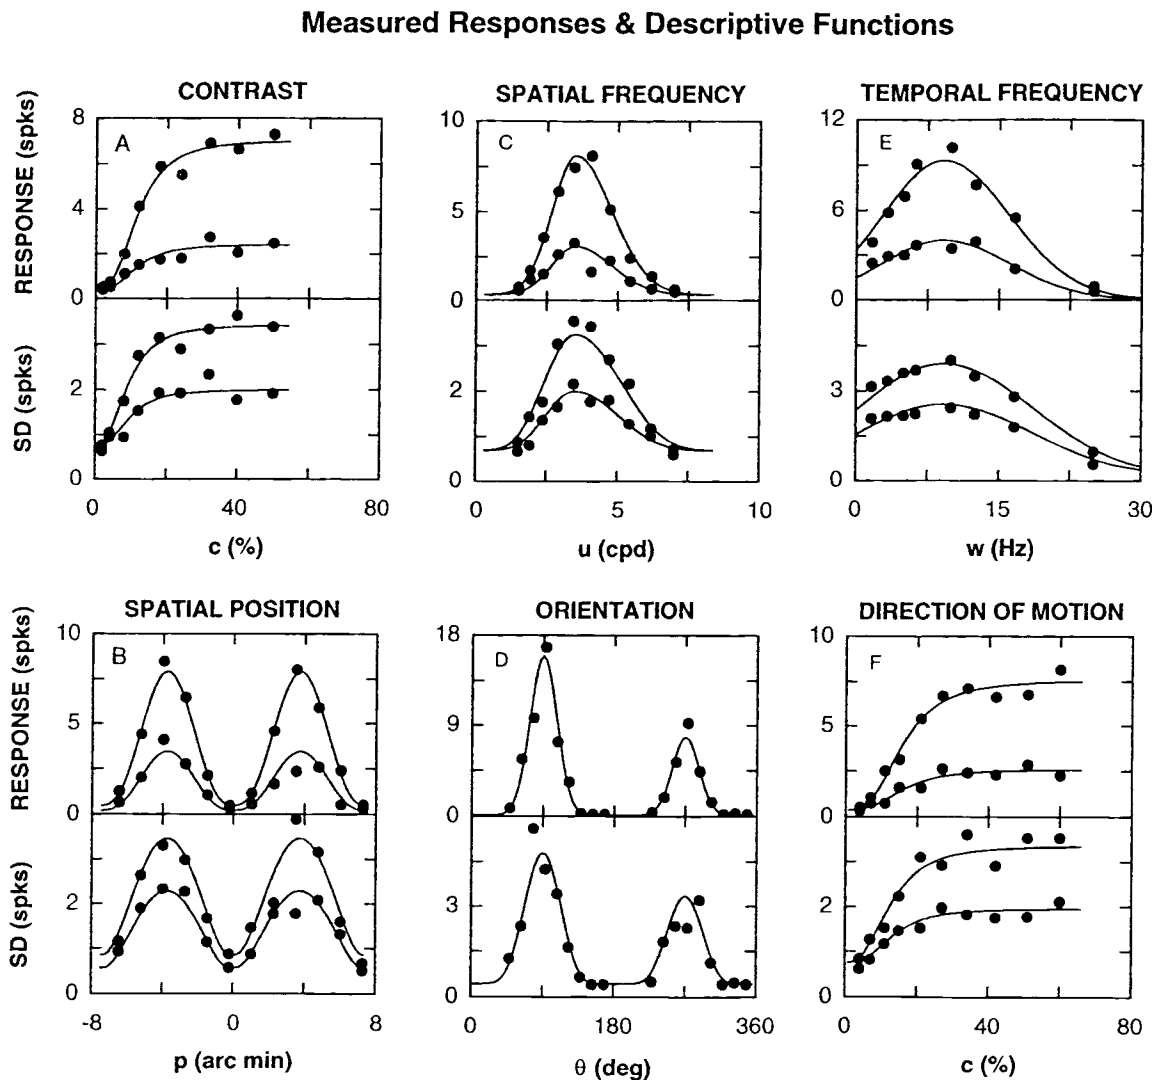 Measured Responses & Descriptive Functions
CONTRAST
SPATIAL FREQUENCY
TEMPORAL FREQUENCY
RESPONSE (spks)
8
4
0
A
10
5
0
C
12
6
0
E
SD (spks)
2
0
2
0
3
0
0
40
80
0
5
10
0
15
30
c (%)
u (cpd)
w (Hz)
SPATIAL POSITION
ORIENTATION
DIRECTION OF MOTION
RESPONSE (spks)
10
5
0
B
18
9
0
D
10
5
0
F
SD (spks)
2
0
3
0
2
0
-8
0
8
0
180
360
0
40
80
p (arc min)
θ (deg)
c (%)